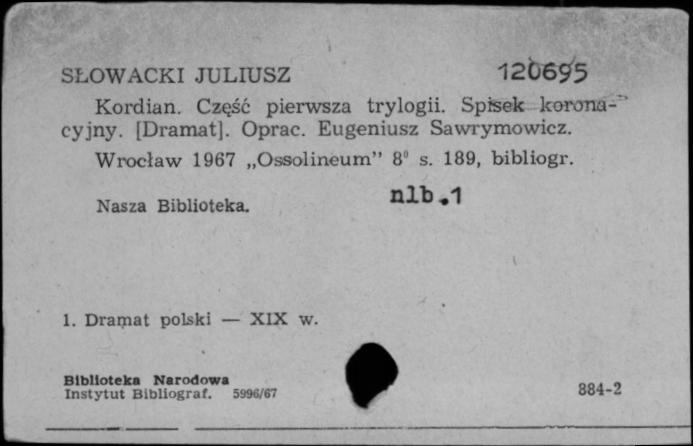 SŁOWACKI JULIUSZ 120695
Kordian. Część pierwsza trylogii. Spisek korona-
cyjny. [Dramat]. Oprac. Eugeniusz Sawrymowicz.
Wrocław 1967 „Ossolineum” 8° s. 189, bibliogr.
Nasza Biblioteka. nlb.1
1. Dramat polski — XIX w.
Biblioteka Narodowa
Instytut Bibliograf. 5996/67 884-2